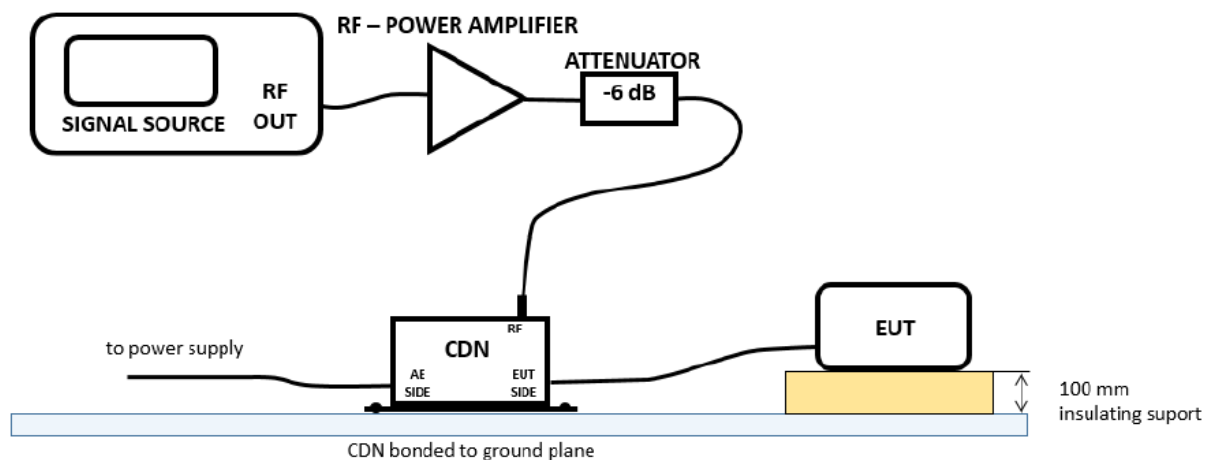 RF – POWER AMPLIFIER
ATTENUATOR
-6 dB
RF
OUT
SIGNAL SOURCE
RF
CDN
AE
SIDE
EUT
SIDE
to power supply
EUT
100 mm
insulating suport
CDN bonded to ground plane